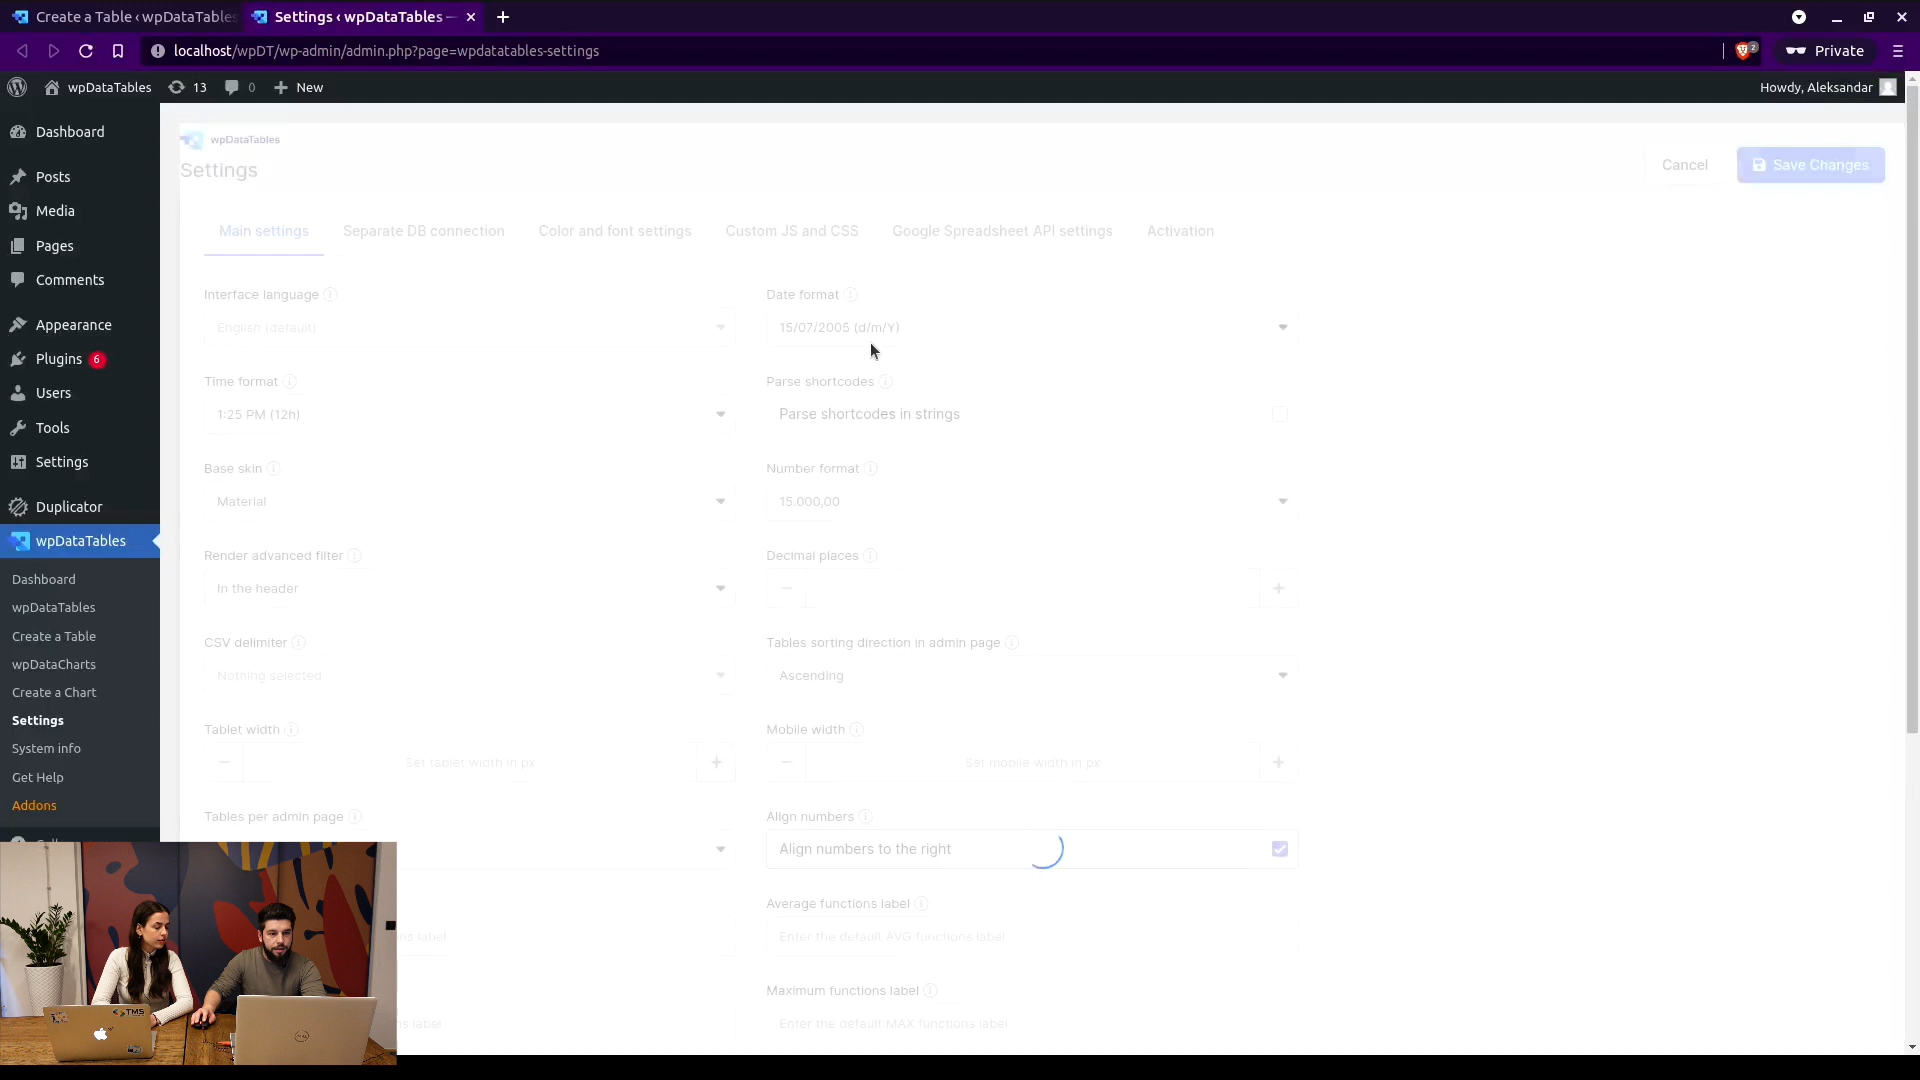 Create a Table ‹ wpDataTables
Settings ‹ wpDataTables —
localhost/wpDT/wp-admin/admin.php?page=wpdatatables-settings
2
Private
wpDataTables
13
0
New
Howdy, Aleksandar
Dashboard
Posts
Media
Pages
Comments
Appearance
Plugins 6
Users
Tools
Settings
Duplicator
wpDataTables
Dashboard
wpDataTables
Create a Table
wpDataCharts
Create a Chart
Settings
System info
Get Help
Addons
wpDataTables
Settings
Cancel
Save Changes
Main settings
Separate DB connection
Color and font settings
Custom JS and CSS
Google Spreadsheet API settings
Activation
Interface language
Date format
English (default)
15/07/2005 (d/m/Y)
Time format
Parse shortcodes
1:25 PM (12h)
Parse shortcodes in strings
Base skin
Number format
Material
15.000,00
Render advanced filter
Decimal places
In the header
CSV delimiter
Tables sorting direction in admin page
Nothing selected
Ascending
Tablet width
Mobile width
Set tablet width in px
Set mobile width in px
Tables per admin page
Align numbers
Align numbers to the right
Average functions label
label
Enter the default AVG functions label
Maximum functions label
label
Enter the default MAX functions label
TMS